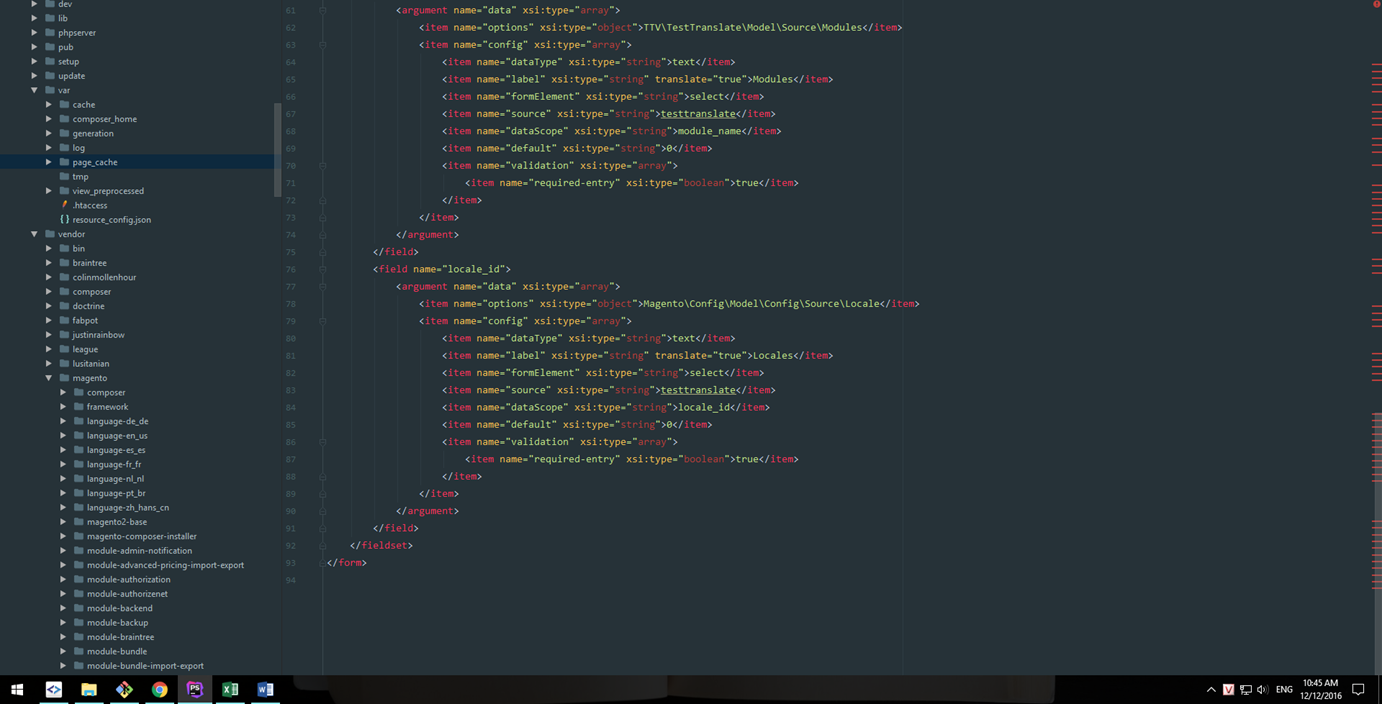 dev
lib
phpserver
pub
setup
update
var
cache
composer_home
generation
log
page_cache
tmp
view_preprocessed
.htaccess
resource_config.json
vendor
bin
braintree
colinmollenhour
composer
doctrine
fabpot
justinrainbow
league
lusitanian
magento
composer
framework
language-de_de
language-en_us
language-es_es
language-fr_fr
language-nl_nl
language-pt_br
language-zh_hans_cn
magento2-base
magento-composer-installer
module-admin-notification
module-advanced-pricing-import-export
module-authorization
module-authorizenet
module-backend
module-backup
module-braintree
module-bundle
module-bundle-import-export
61 <argument name="data" xsi:type="array">
62 <item name="options" xsi:type="object">TTV\TestTranslate\Model\Source\Modules</item>
63 <item name="config" xsi:type="array">
64 <item name="dataType" xsi:type="string">text</item>
65 <item name="label" xsi:type="string" translate="true">Modules</item>
66 <item name="formElement" xsi:type="string">select</item>
67 <item name="source" xsi:type="string">testtranslate</item>
68 <item name="dataScope" xsi:type="string">module_name</item>
69 <item name="default" xsi:type="string">0</item>
70 <item name="validation" xsi:type="array">
71 <item name="required-entry" xsi:type="boolean">true</item>
72 </item>
73 </item>
74 </argument>
75 </field>
76 <field name="locale_id">
77 <argument name="data" xsi:type="array">
78 <item name="options" xsi:type="object">Magento\Config\Model\Config\Source\Locale</item>
79 <item name="config" xsi:type="array">
80 <item name="dataType" xsi:type="string">text</item>
81 <item name="label" xsi:type="string" translate="true">Locales</item>
82 <item name="formElement" xsi:type="string">select</item>
83 <item name="source" xsi:type="string">testtranslate</item>
84 <item name="dataScope" xsi:type="string">locale_id</item>
85 <item name="default" xsi:type="string">0</item>
86 <item name="validation" xsi:type="array">
87 <item name="required-entry" xsi:type="boolean">true</item>
88 </item>
89 </item>
90 </argument>
91 </field>
92 </fieldset>
93 </form>
94
PS
ENG
10:45 AM
12/12/2016